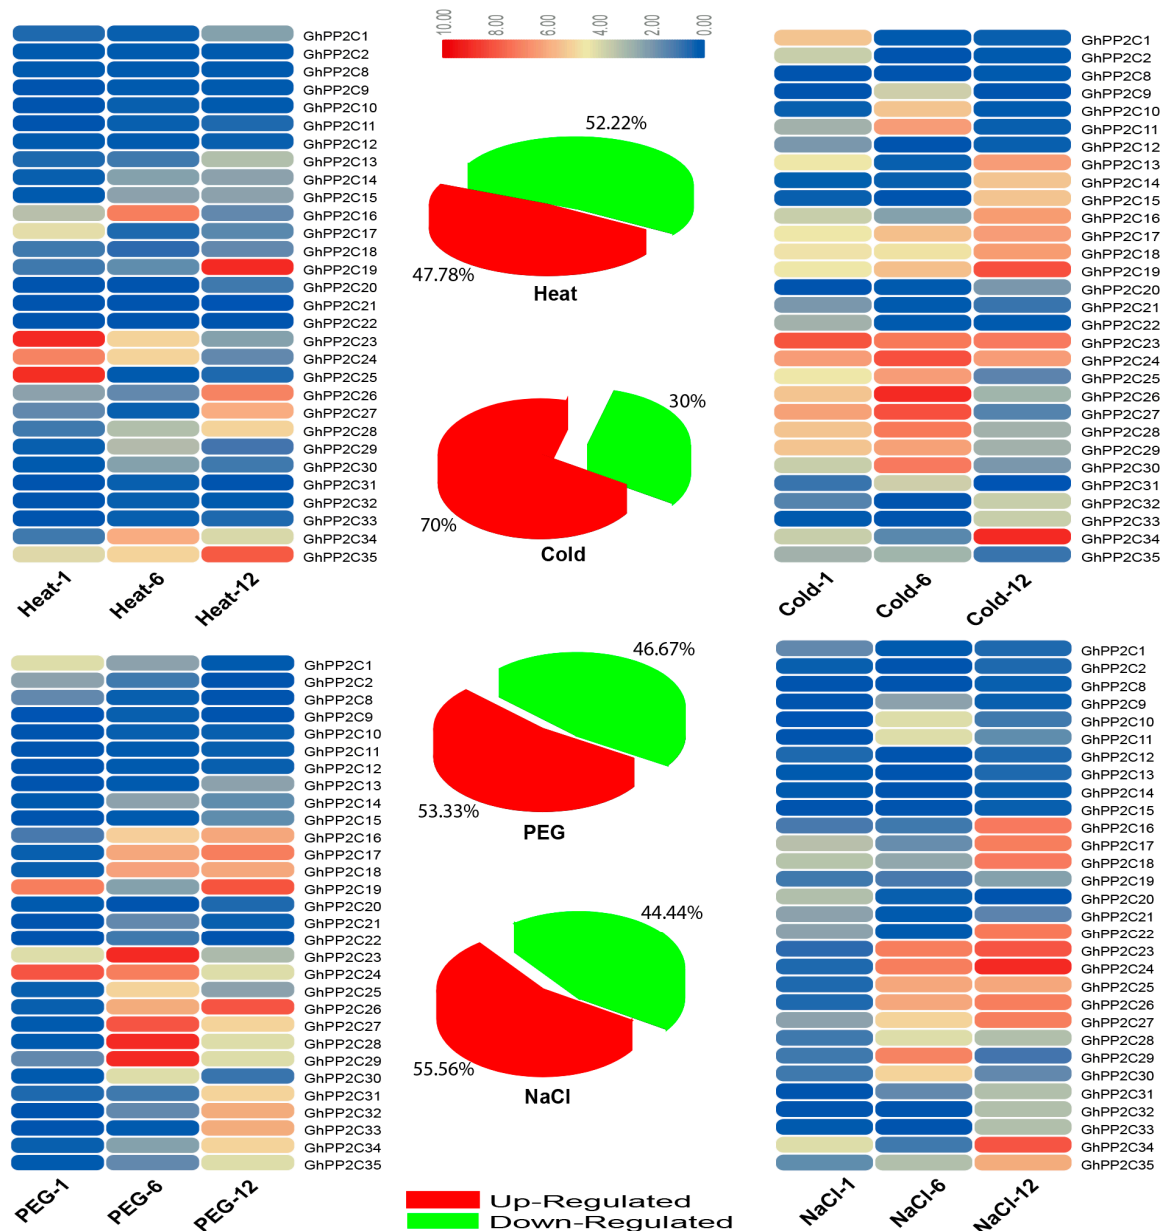 10.00
8.00
6.00
4.00
2.00
0.000
GhPP2C1
GhPP2C2
GhPP2C8
GhPP2C9
GhPP2C10
GhPP2C11
GhPP2C12
GhPP2C13
GhPP2C14
GhPP2C15
GhPP2C16
GhPP2C17
GhPP2C18
GhPP2C19
GhPP2C20
GhPP2C21
GhPP2C22
GhPP2C23
GhPP2C24
GhPP2C25
GhPP2C26
GhPP2C27
GhPP2C28
GhPP2C29
GhPP2C30
GhPP2C31
GhPP2C32
GhPP2C33
GhPP2C34
GhPP2C35
Heat-1
Heat-6
Heat-12
52.22%
47.78%
Heat
30%
70%
Cold
GhPP2C1
GhPP2C2
GhPP2C8
GhPP2C9
GhPP2C10
GhPP2C11
GhPP2C12
GhPP2C13
GhPP2C14
GhPP2C15
GhPP2C16
GhPP2C17
GhPP2C18
GhPP2C19
GhPP2C20
GhPP2C21
GhPP2C22
GhPP2C23
GhPP2C24
GhPP2C25
GhPP2C26
GhPP2C27
GhPP2C28
GhPP2C29
GhPP2C30
GhPP2C31
GhPP2C32
GhPP2C33
GhPP2C34
GhPP2C35
Cold-1
Cold-6
Cold-12
GhPP2C1
GhPP2C2
GhPP2C8
GhPP2C9
GhPP2C10
GhPP2C11
GhPP2C12
GhPP2C13
GhPP2C14
GhPP2C15
GhPP2C16
GhPP2C17
GhPP2C18
GhPP2C19
GhPP2C20
GhPP2C21
GhPP2C22
GhPP2C23
GhPP2C24
GhPP2C25
GhPP2C26
GhPP2C27
GhPP2C28
GhPP2C29
GhPP2C30
GhPP2C31
GhPP2C32
GhPP2C33
GhPP2C34
GhPP2C35
PEG-1
PEG-6
PEG-12
46.67%
53.33%
PEG
44.44%
55.56%
NaCl
Up-Regulated
Down-Regulated
GhPP2C1
GhPP2C2
GhPP2C8
GhPP2C9
GhPP2C10
GhPP2C11
GhPP2C12
GhPP2C13
GhPP2C14
GhPP2C15
GhPP2C16
GhPP2C17
GhPP2C18
GhPP2C19
GhPP2C20
GhPP2C21
GhPP2C22
GhPP2C23
GhPP2C24
GhPP2C25
GhPP2C26
GhPP2C27
GhPP2C28
GhPP2C29
GhPP2C30
GhPP2C31
GhPP2C32
GhPP2C33
GhPP2C34
GhPP2C35
NaCl-1
NaCl-6
NaCl-12